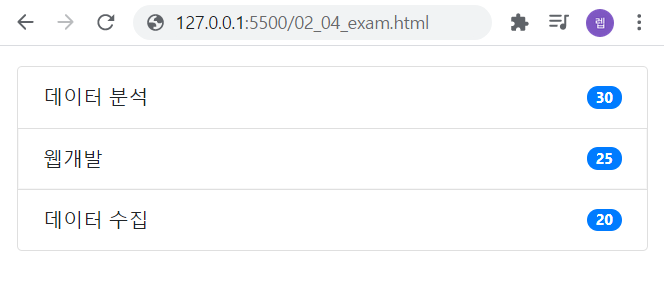 127.0.0.1:5500/02_04_exam.html
렙
데이터 분석 30
웹개발 25
데이터 수집 20